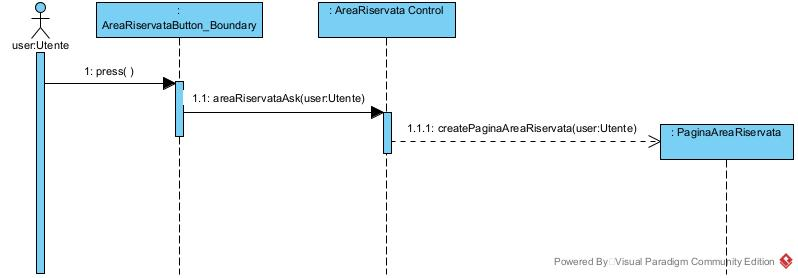 :
AreaRiservataButton_Boundary
: AreaRiservata Control
user:Utente
1: press( )
1.1: areaRiservataAsk(user:Utente)
1.1.1: createPaginaAreaRiservata(user:Utente)
: PaginaAreaRiservata
Powered By Visual Paradigm Community Edition